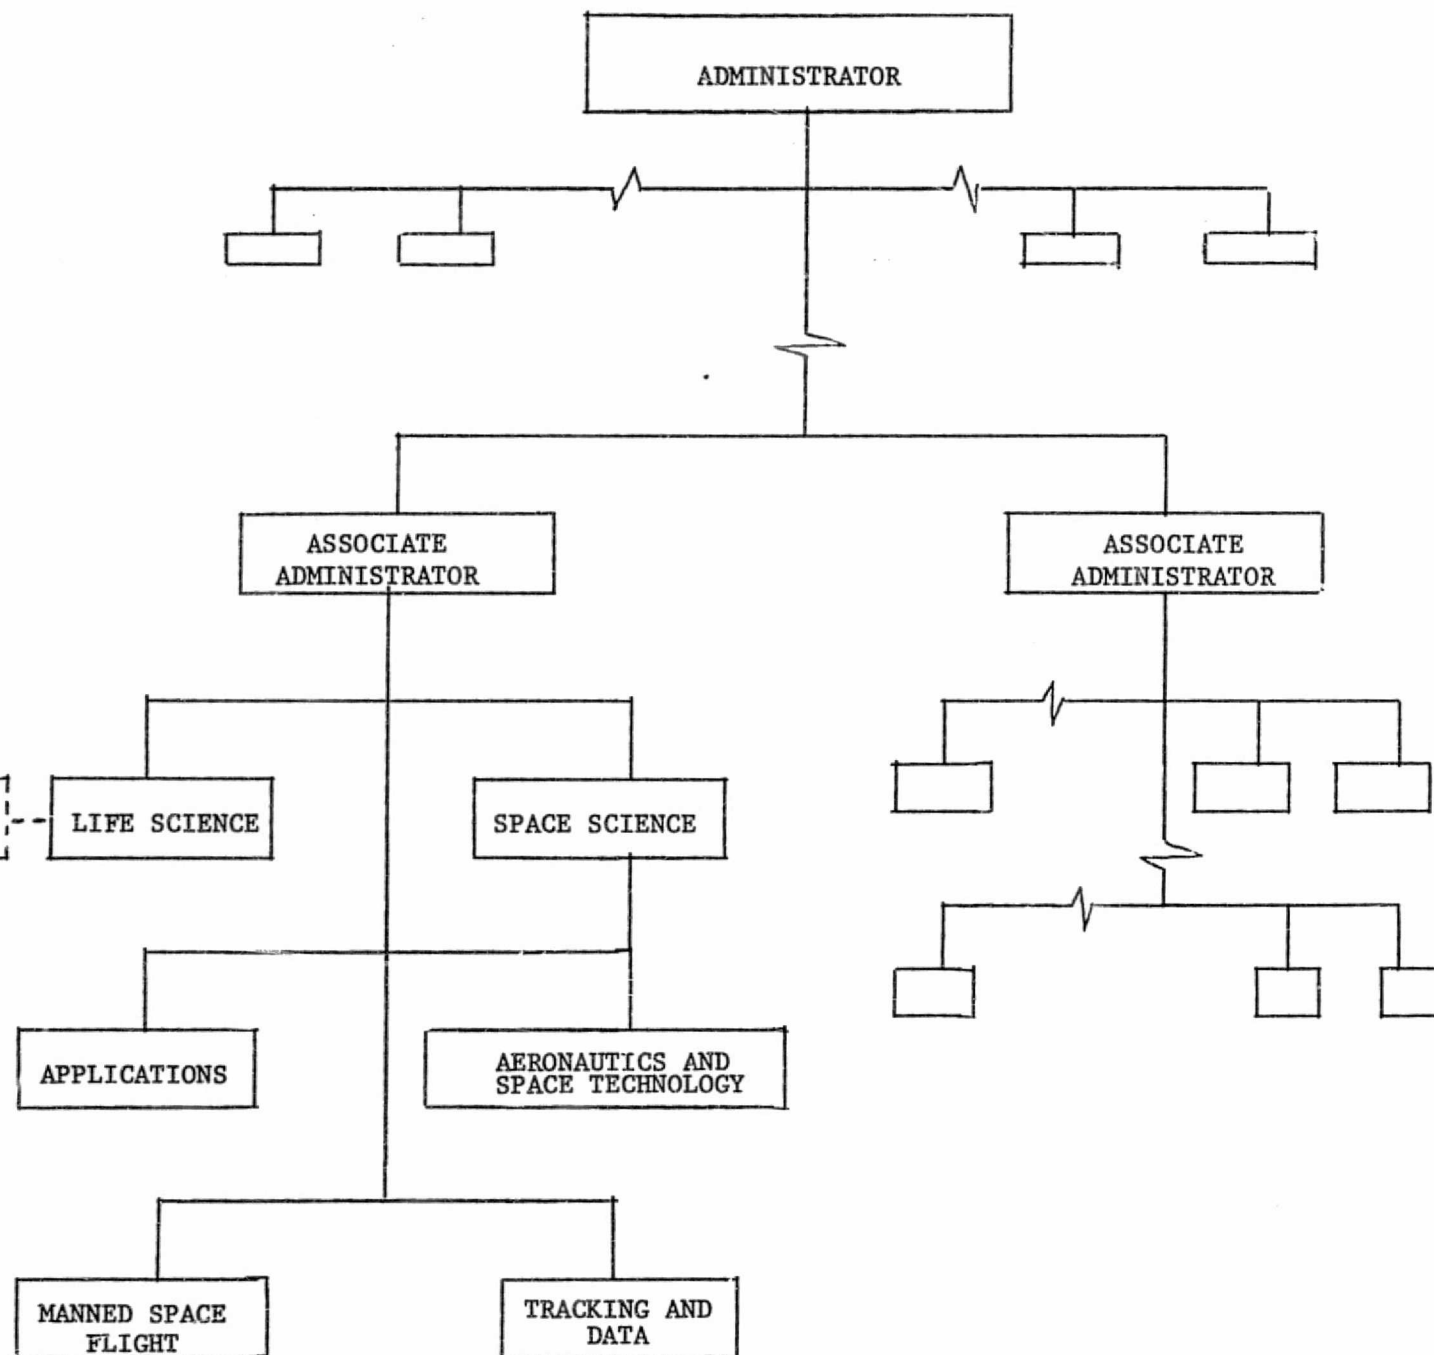 ADMINISTRATOR
ASSOCIATE
ADMINISTRATOR
ASSOCIATE
ADMINISTRATOR
LIFE SCIENCE
SPACE SCIENCE
APPLICATIONS
AERONAUTICS AND
SPACE TECHNOLOGY
MANNED SPACE
FLIGHT
TRACKING AND
DATA